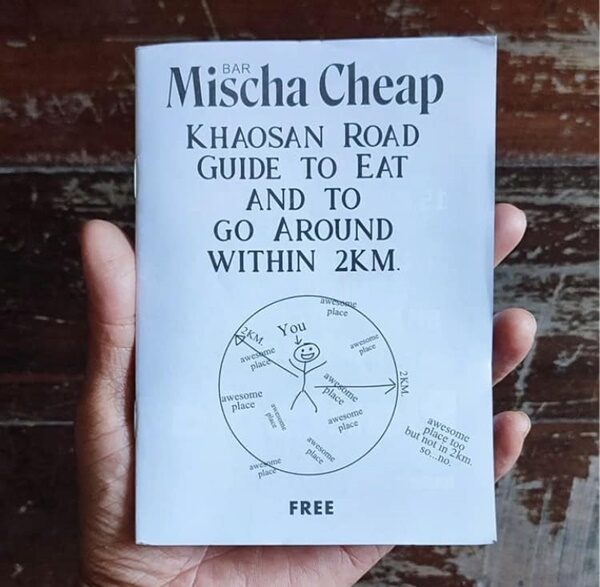 BAR
Mischa Cheap
KHAOSAN ROAD
GUIDE TO EAT
AND TO
GO AROUND
WITHIN 2KM.
awesome
place
You
2KM.
awesome
place
awesome
place
awesome
place
2KM.
awesome
place
awesome
place
awesome
place
awesome
place
awesome
place
awesome
place too
but not in 2km.
so...no.
FREE